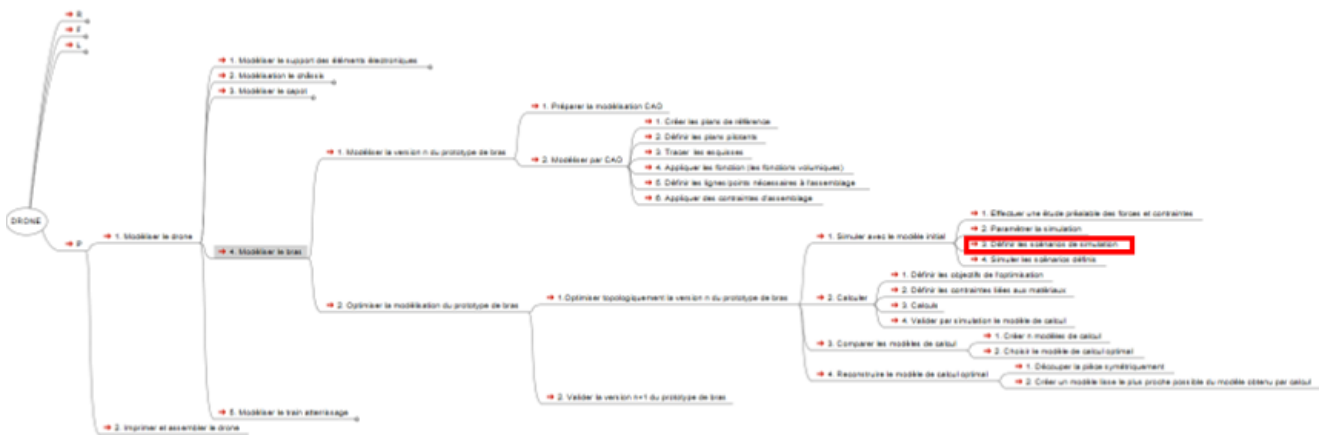 R
F
L
DRONE
P
1. Modéliser le drone
1. Modéliser le support des éléments électroniques
2. Modélisation le châssis
3. Modéliser le capot
4. Modéliser le bras
1. Modéliser la version n du prototype de bras
1. Préparer la modélisation CAO
2. Modéliser par CAO
1. Créer les plans de référence
2. Définir les plans pilotants
3. Tracer les esquisses
4. Appliquer les fonction (les fonctions volumiques)
5. Définir les lignes/points nécessaires à l'assemblage
6. Appliquer des contraintes d'assemblage
2. Optimiser la modélisation du prototype de bras
1.Optimiser topologiquement la version n du prototype de bras
1. Simuler avec le modèle initial
1. Effectuer une étude préalable des forces et contraintes
2. Paramétrer la simulation
3. Définir les scénarios de simulation
4. Simuler les scénarios définis
2. Calculer
1. Définir les objectifs de l'optimisation
2. Définir les contraintes liées aux matériaux
3. Calculs
4. Valider par simulation le modèle de calcul
3. Comparer les modèles de calcul
1. Créer n modèles de calcul
2. Choisir le modèle de calcul optimal
4. Reconstruire le modèle de calcul optimal
1. Découper la pièce symétriquement
2. Créer un modèle lisse le plus proche possible du modèle obtenu par calcul
2. Valider la version n+1 du prototype de bras
5. Modéliser le train atterrissage
2. Imprimer et assembler le drone